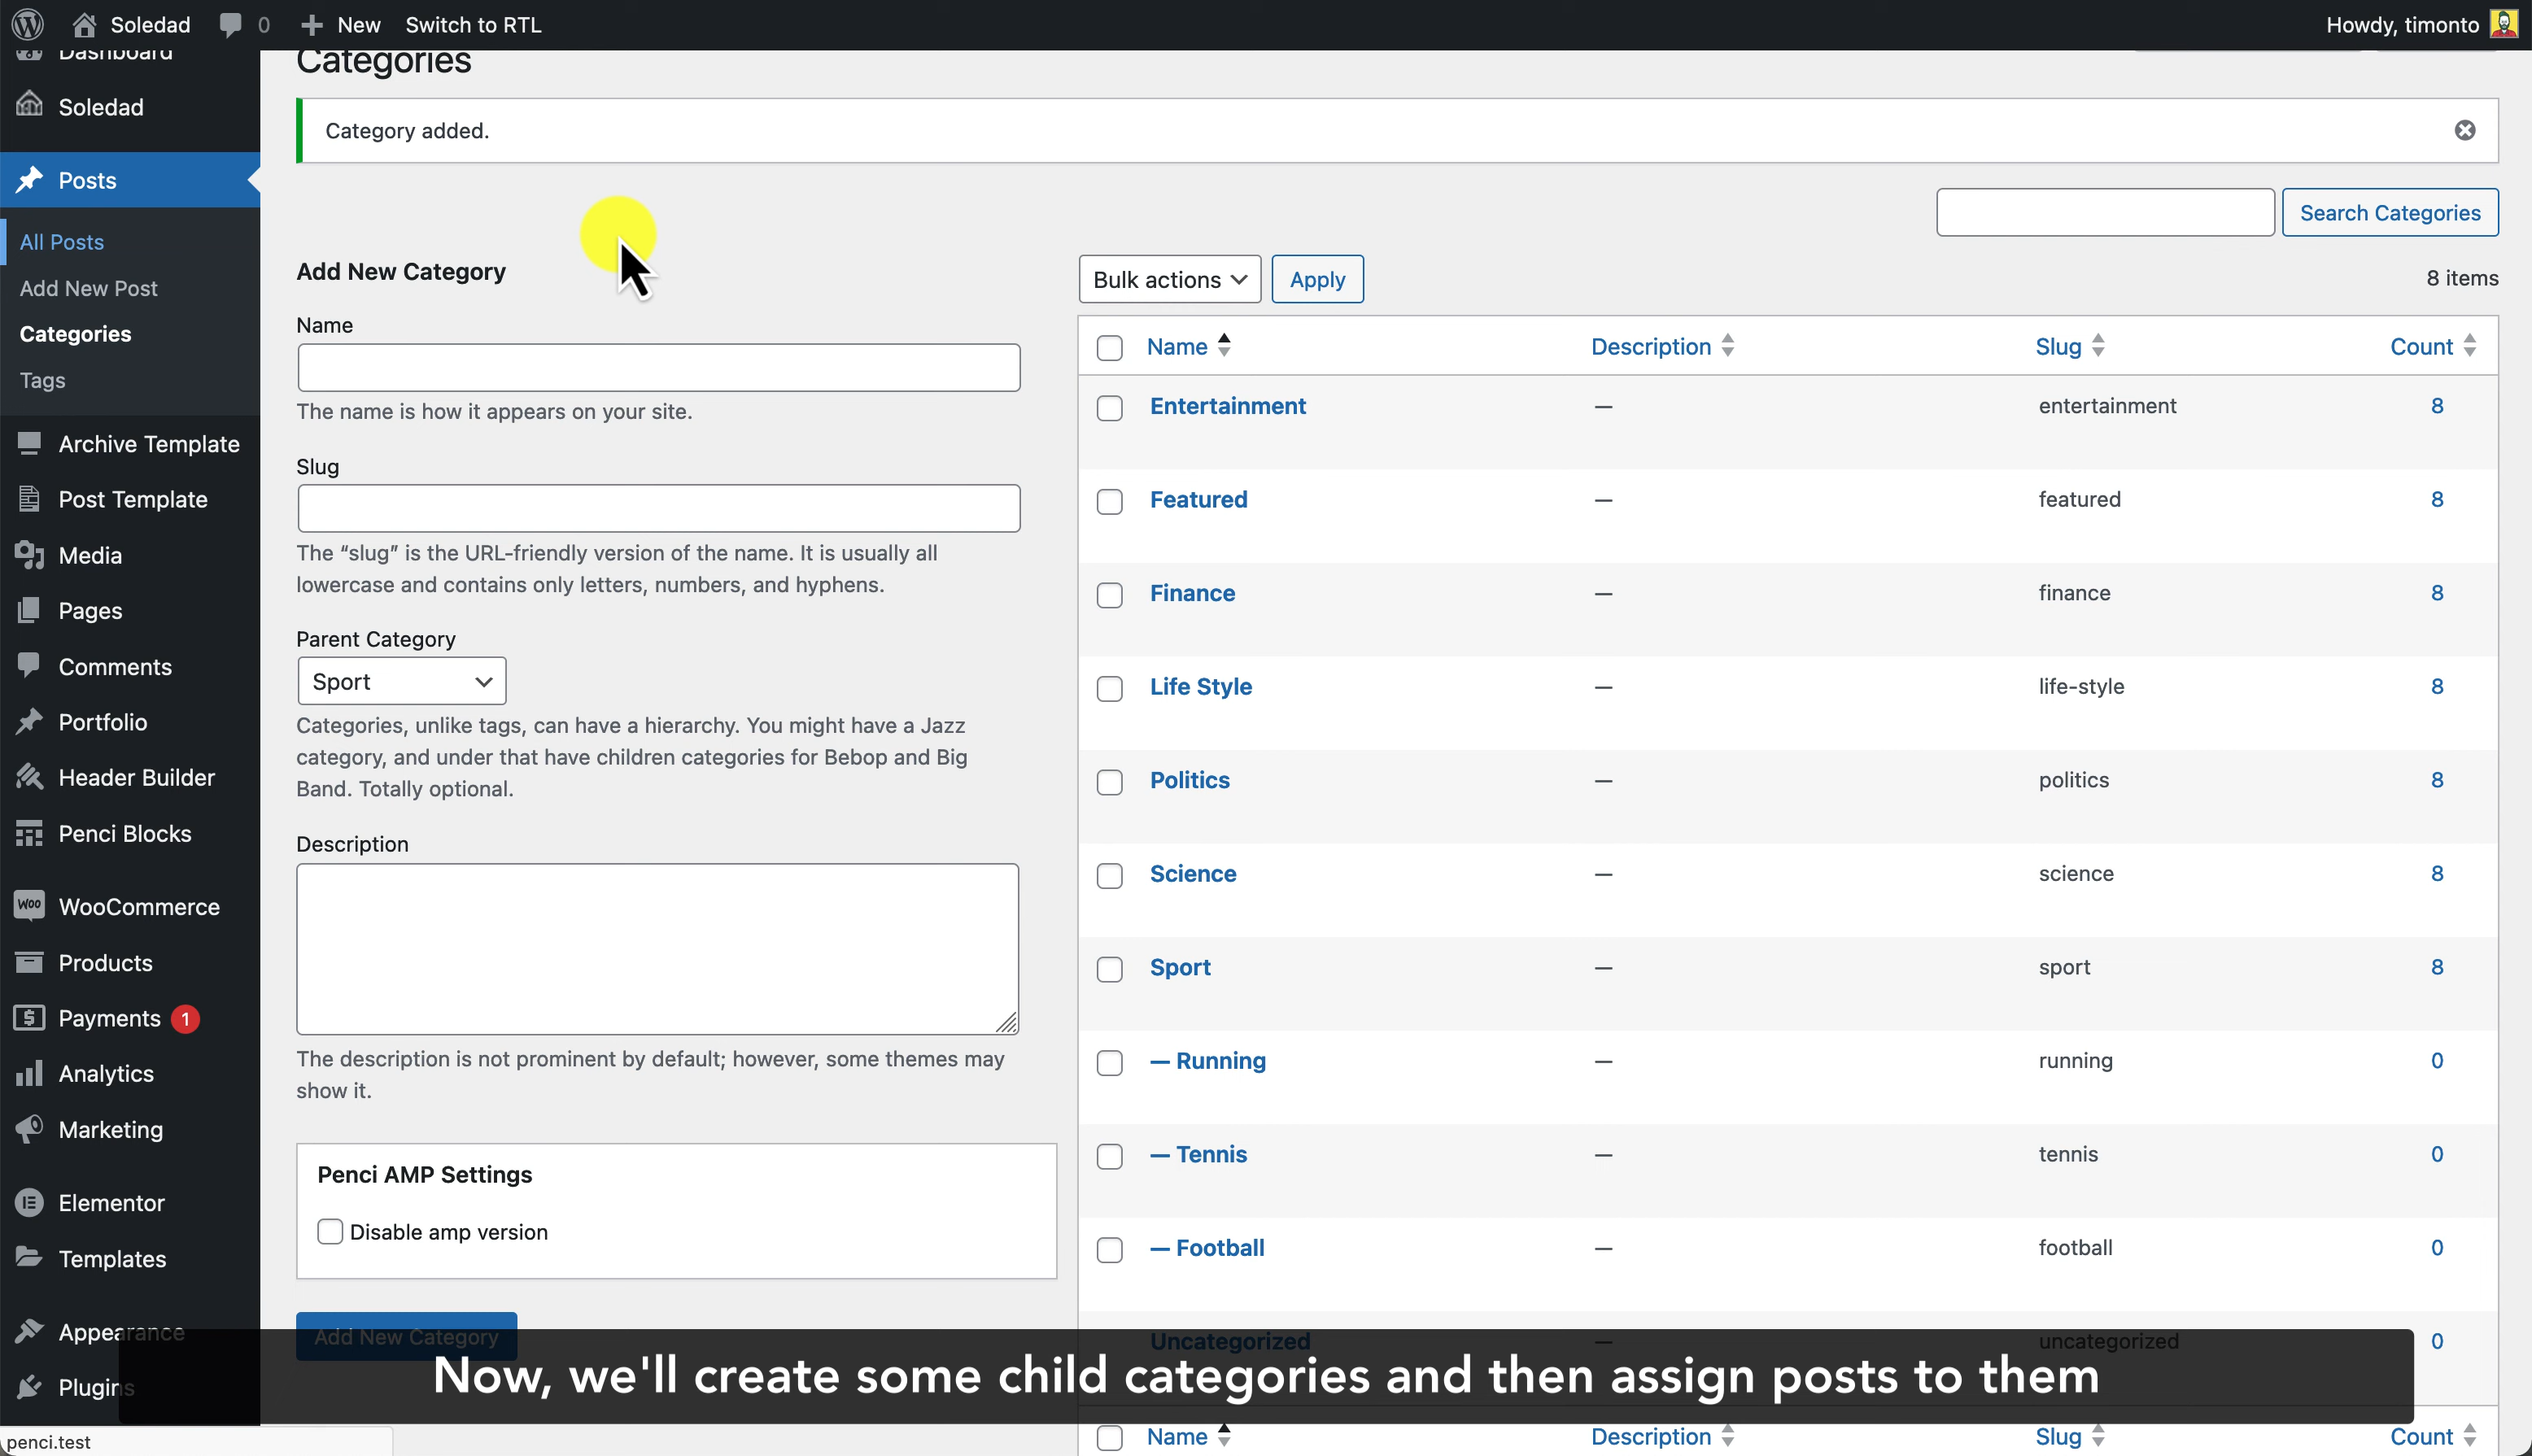 Soledad 0 New Switch to RTL Howdy, timonto
Dashboard
Soledad
Posts
All Posts
Add New Post
Categories
Tags
Archive Template
Post Template
Media
Pages
Comments
Portfolio
Header Builder
Penci Blocks
WooCommerce
Products
Payments 1
Analytics
Marketing
Elementor
Templates
Appearance
Plugins
Categories
Category added.
Search Categories
Add New Category
Name
The name is how it appears on your site.
Slug
The “slug” is the URL-friendly version of the name. It is usually all
lowercase and contains only letters, numbers, and hyphens.
Parent Category
Sport
Categories, unlike tags, can have a hierarchy. You might have a Jazz
category, and under that have children categories for Bebop and Big
Band. Totally optional.
Description
The description is not prominent by default; however, some themes may
show it.
Penci AMP Settings
Disable amp version
Add New Category
Bulk actions Apply 8 items
Name Description Slug Count
Entertainment — entertainment 8
Featured — featured 8
Finance — finance 8
Life Style — life-style 8
Politics — politics 8
Science — science 8
Sport — sport 8
— Running — running 0
— Tennis — tennis 0
— Football — football 0
Uncategorized — uncategorized 0
Name Description Slug Count
Now, we'll create some child categories and then assign posts to them
penci.test